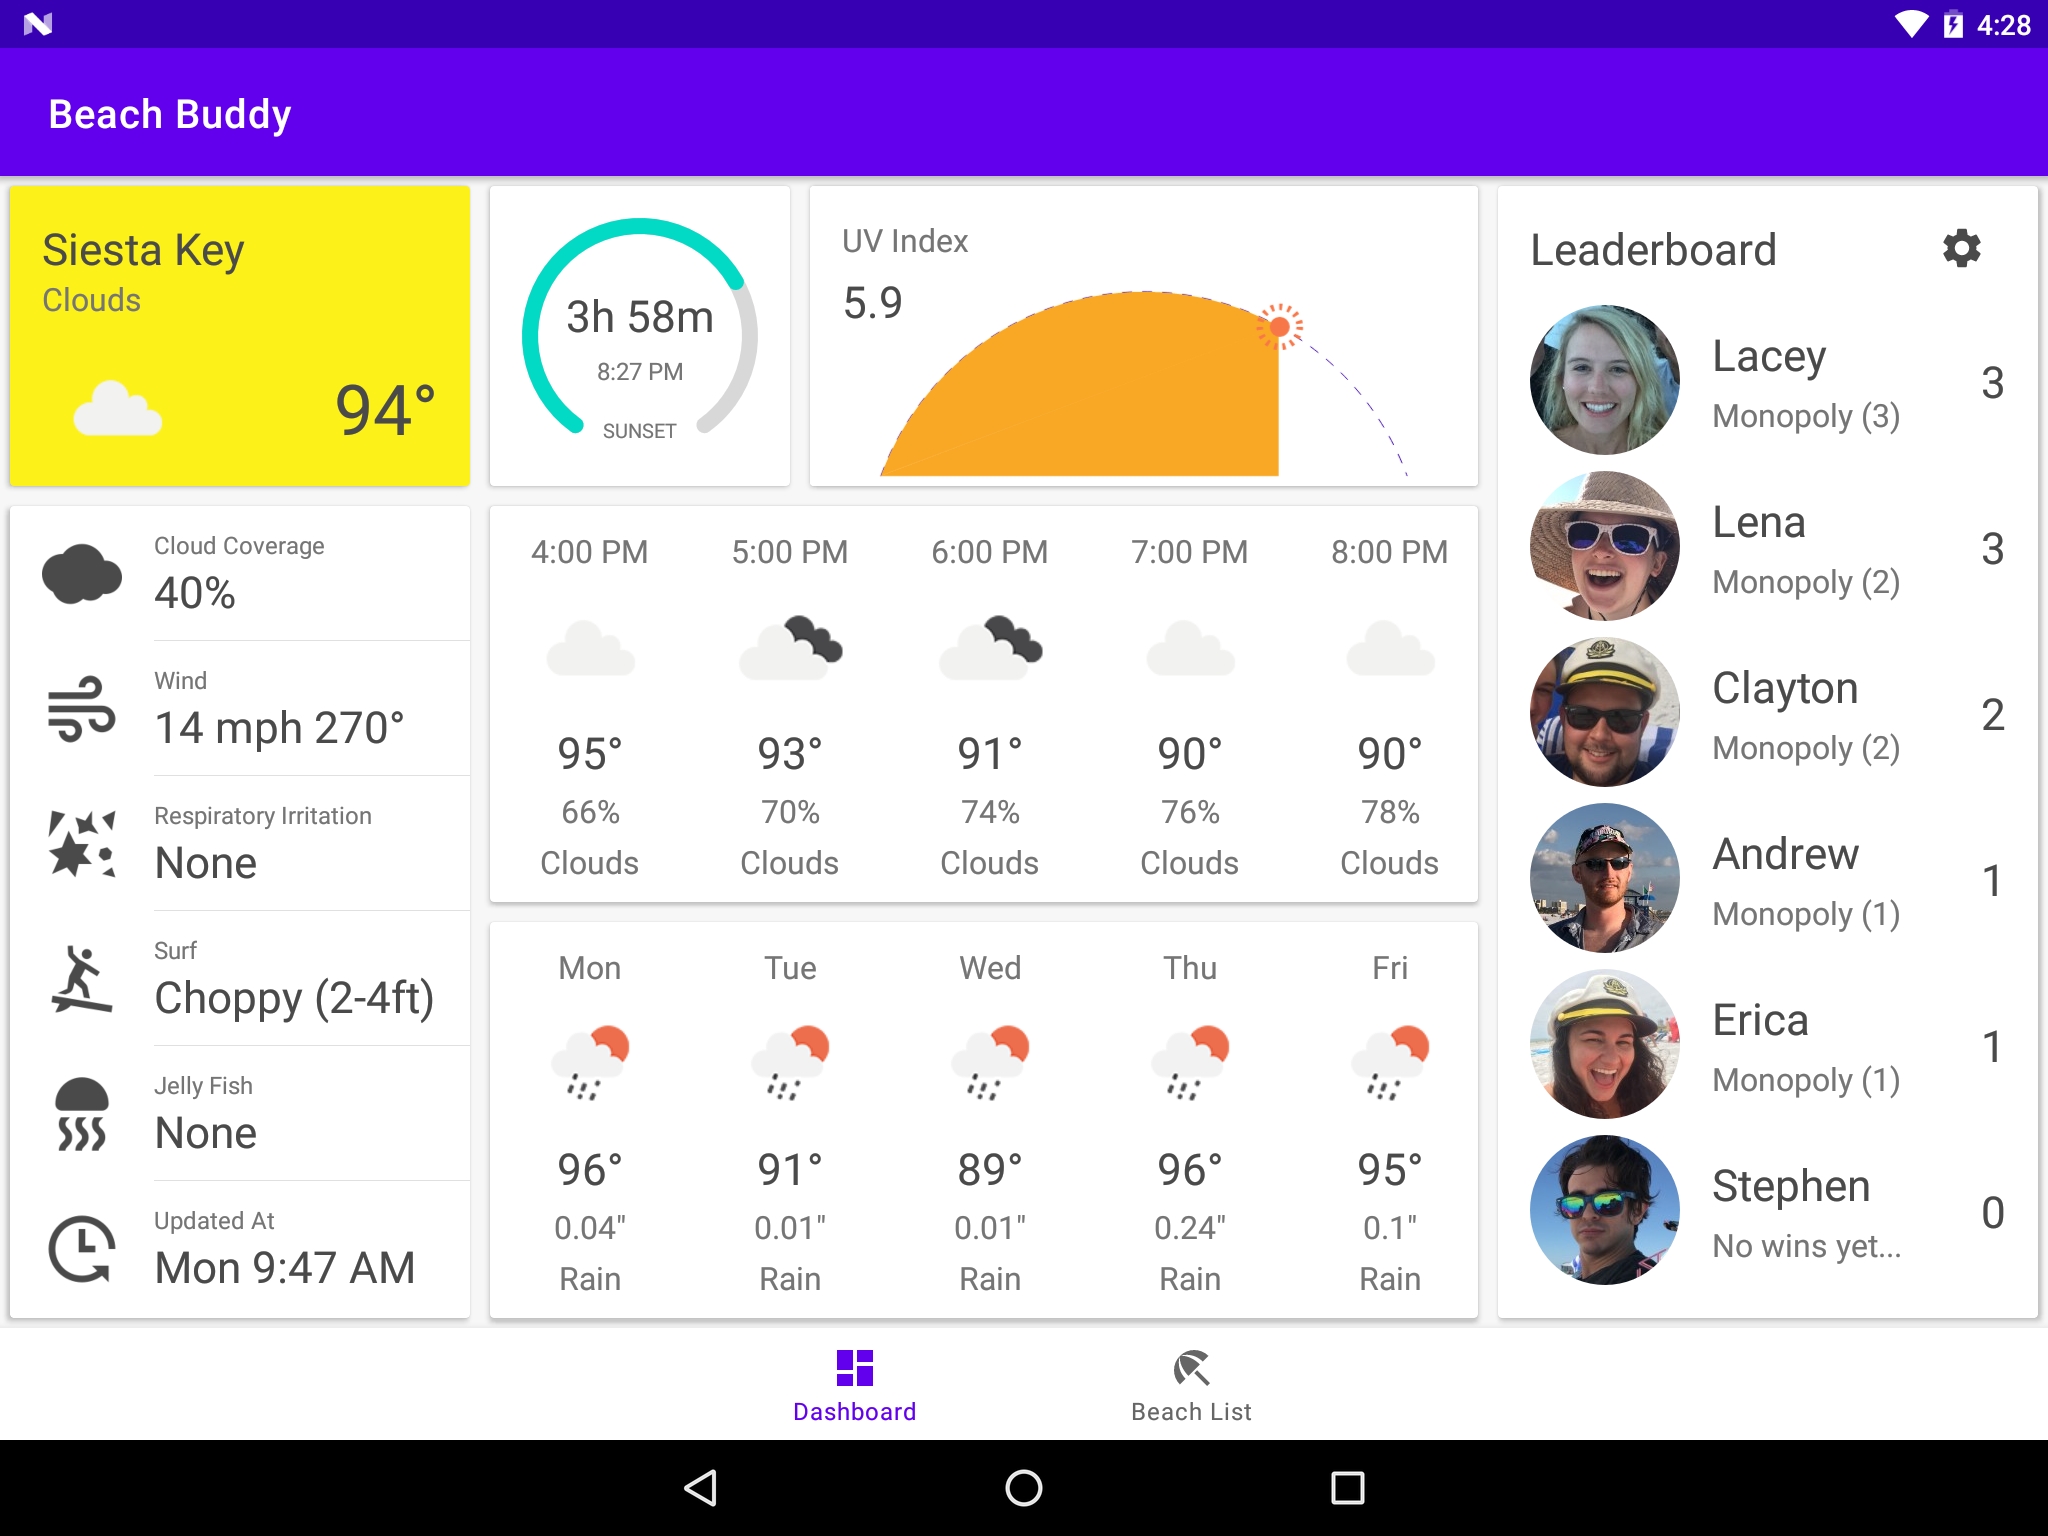 4:28
Beach Buddy
Siesta Key
Clouds
94°
3h 58m
8:27 PM
SUNSET
UV Index
5.9
Cloud Coverage
40%
Wind
14 mph 270°
Respiratory Irritation
None
Surf
Choppy (2-4ft)
Jelly Fish
None
Updated At
Mon 9:47 AM
4:00 PM 5:00 PM 6:00 PM 7:00 PM 8:00 PM
95° 93° 91° 90° 90°
66% 70% 74% 76% 78%
Clouds Clouds Clouds Clouds Clouds
Mon Tue Wed Thu Fri
96° 91° 89° 96° 95°
0.04" 0.01" 0.01" 0.24" 0.1"
Rain Rain Rain Rain Rain
Leaderboard
Lacey
Monopoly (3)
3
Lena
Monopoly (2)
3
Clayton
Monopoly (2)
2
Andrew
Monopoly (1)
1
Erica
Monopoly (1)
1
Stephen
No wins yet...
0
Dashboard
Beach List